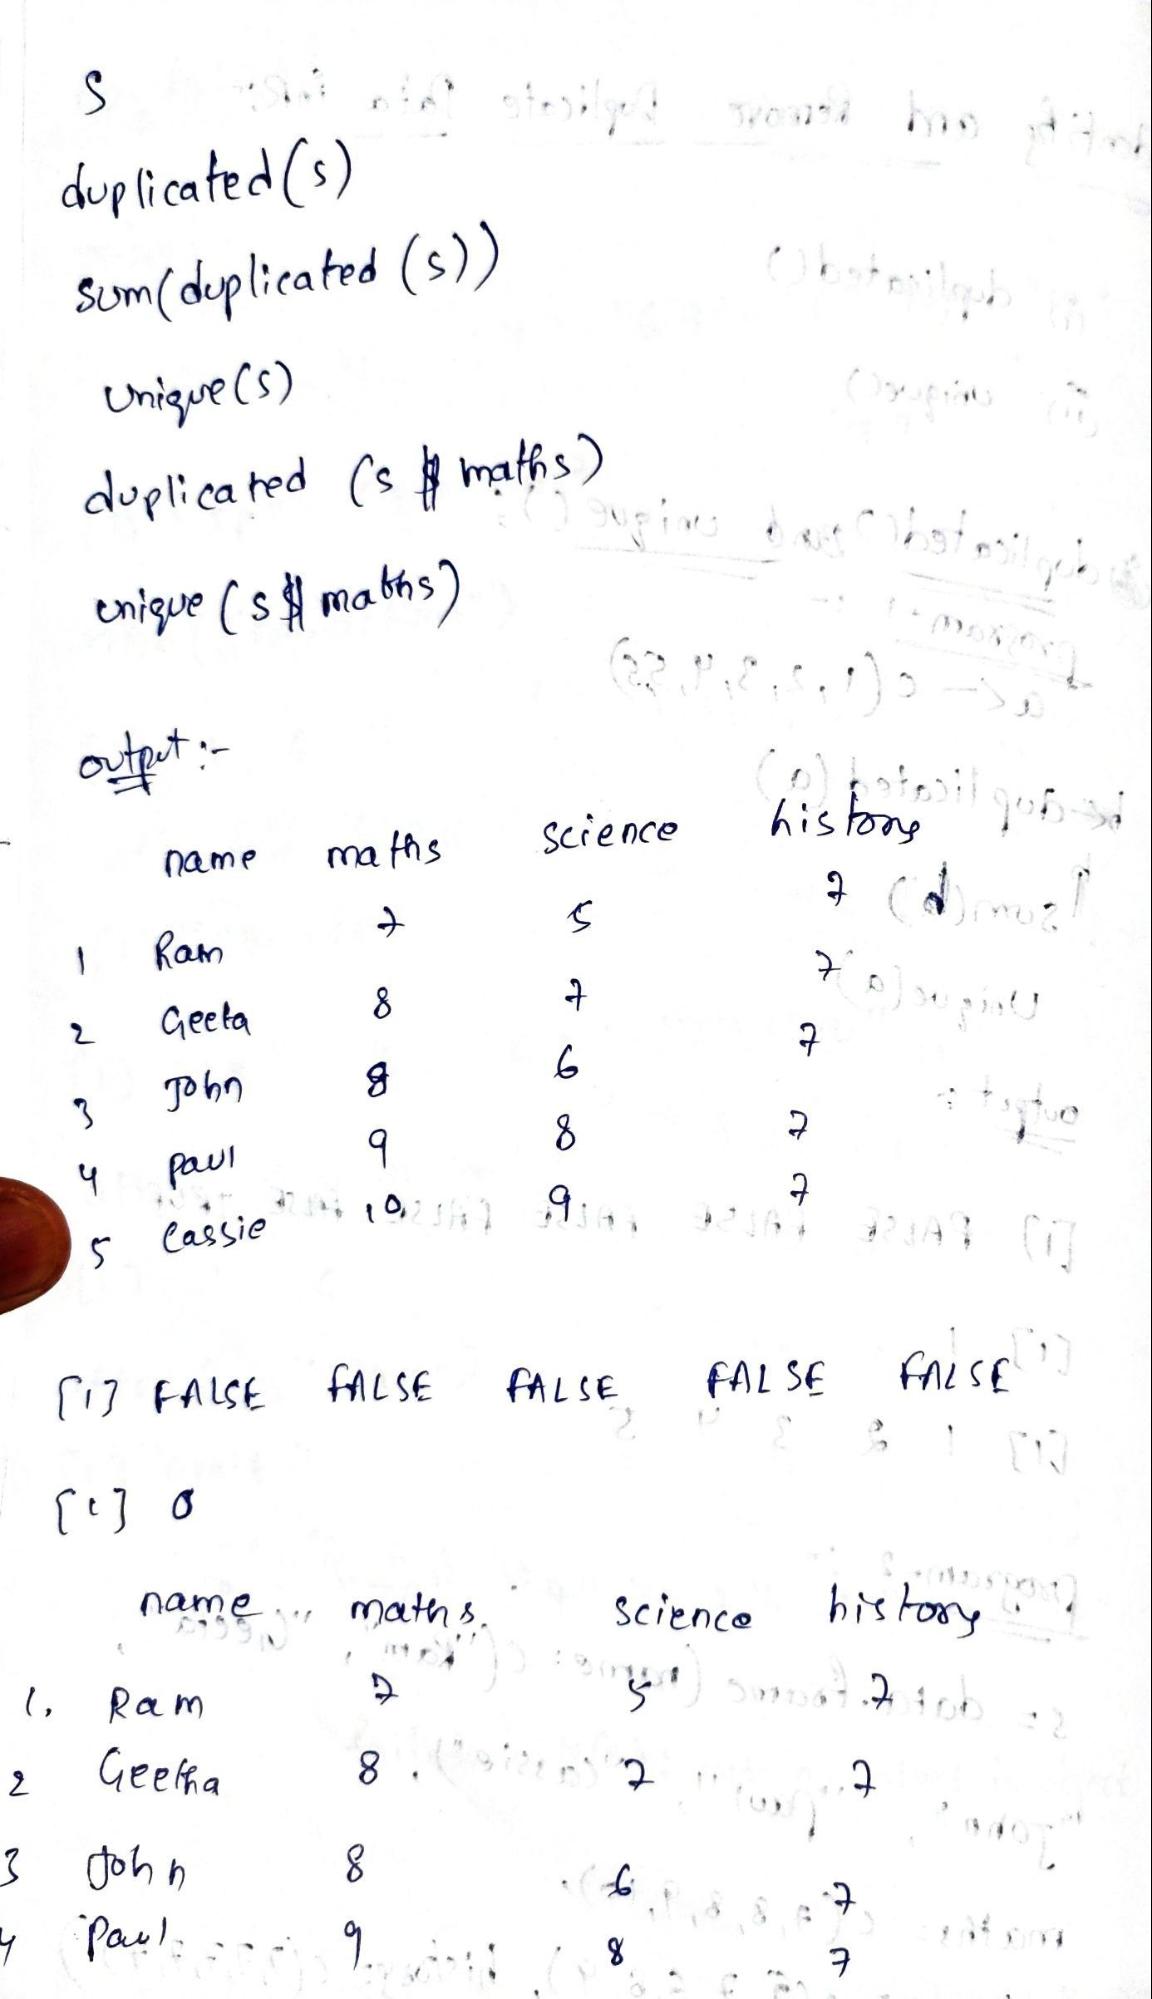 S
duplicated(s)
sum(duplicated (s))
unique(s)
duplicated (s $ maths)
unique (s $ maths)
output :-
name maths science history
1 Ram 7 5 7
2 Geeta 8 7 7
3 John 8 6 7
4 paul 9 8 7
5 Cassie 10 9 7
[1] FALSE FALSE FALSE FALSE FALSE
[1] 0
name maths. science history
1. Ram 7 5 7
2 Geetha 8 7 7
3 John 8 6 7
4 Paul 9 8 7